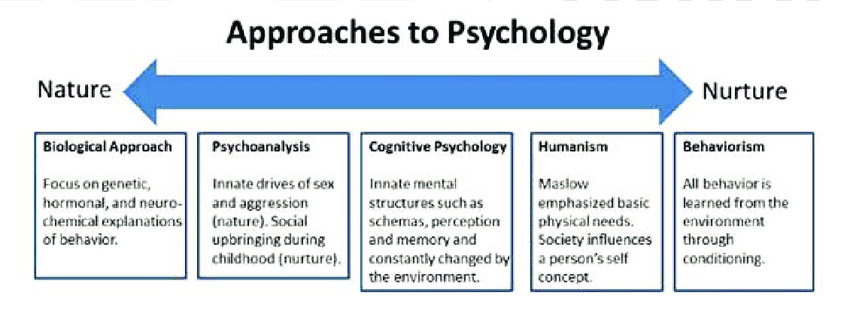 Approaches to Psychology
Nature
Nurture
Biological Approach
Focus on genetic,
hormonal, and neuro-
chemical explanations
of behavior.
Psychoanalysis
Innate drives of sex
and aggression
(nature). Social
upbringing during
childhood (nurture).
Cognitive Psychology
Innate mental
structures such as
schemas, perception
and memory and
constantly changed by
the environment.
Humanism
Maslow
emphasized basic
physical needs.
Society influences
a person's self
concept.
Behaviorism
All behavior is
learned from the
environment
through
conditioning.